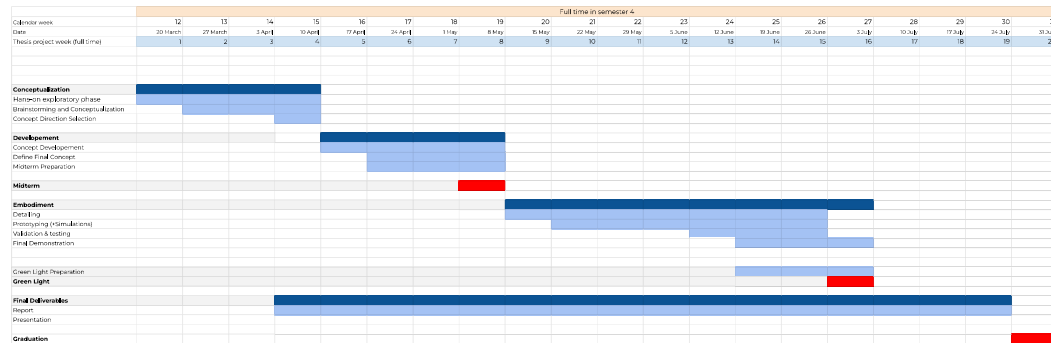 Full time in semester 4
Calendar week 12 13 14 15 16 17 18 19 20 21 22 23 24 25 26 27 28 29 30
Date 20 March 27 March 3 April 10 April 17 April 24 April 1 May 8 May 15 May 22 May 29 May 5 June 12 June 19 June 26 June 3 July 10 July 17 July 24 July 31 Ju
Thesis project week (full time) 1 2 3 4 5 6 7 8 9 10 11 12 13 14 15 16 17 18 19 2
Conceptualization
Hans-on exploratory phase
Brainstorming and Conceptualization
Concept Direction Selection
Developement
Concept Developement
Define Final Concept
Midterm Preparation
Midterm
Embodiment
Detailing
Prototyping (+Simulations)
Validation & testing
Final Demonstration
Green Light Preparation
Green Light
Final Deliverables
Report
Presentation
Graduation